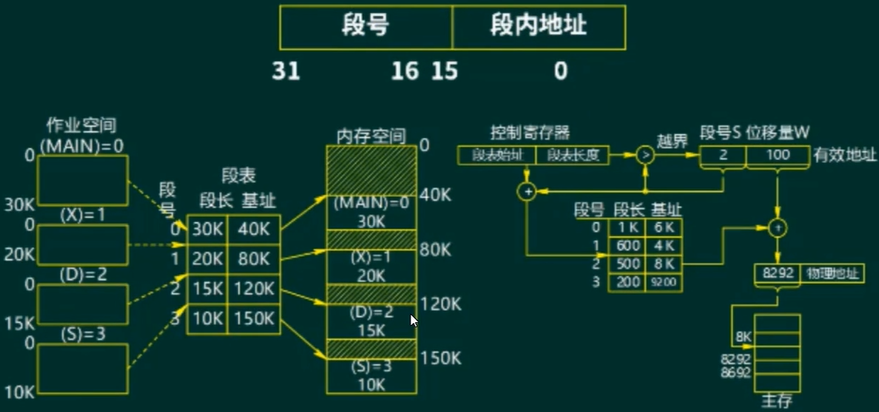 段号 段内地址
31 16 15 0
作业空间
(MAIN)=0
0
30K
(X)=1
0
20K
(D)=2
0
15K
(S)=3
0
10K
段号
段表
段长 基址
0 30K 40K
1 20K 80K
2 15K 120K
3 10K 150K
内存空间
0
40K
(MAIN)=0
30K
80K
(X)=1
20K
120K
(D)=2
15K
150K
(S)=3
10K
控制寄存器
段表始址 段表长度
>
越界
段号S 位移量W
2 100 有效地址
+
段号 段长 基址
0 1K 6K
1 600 4K
2 500 8K
3 200 9200
+
8292 物理地址
8K
8292
8692
主存